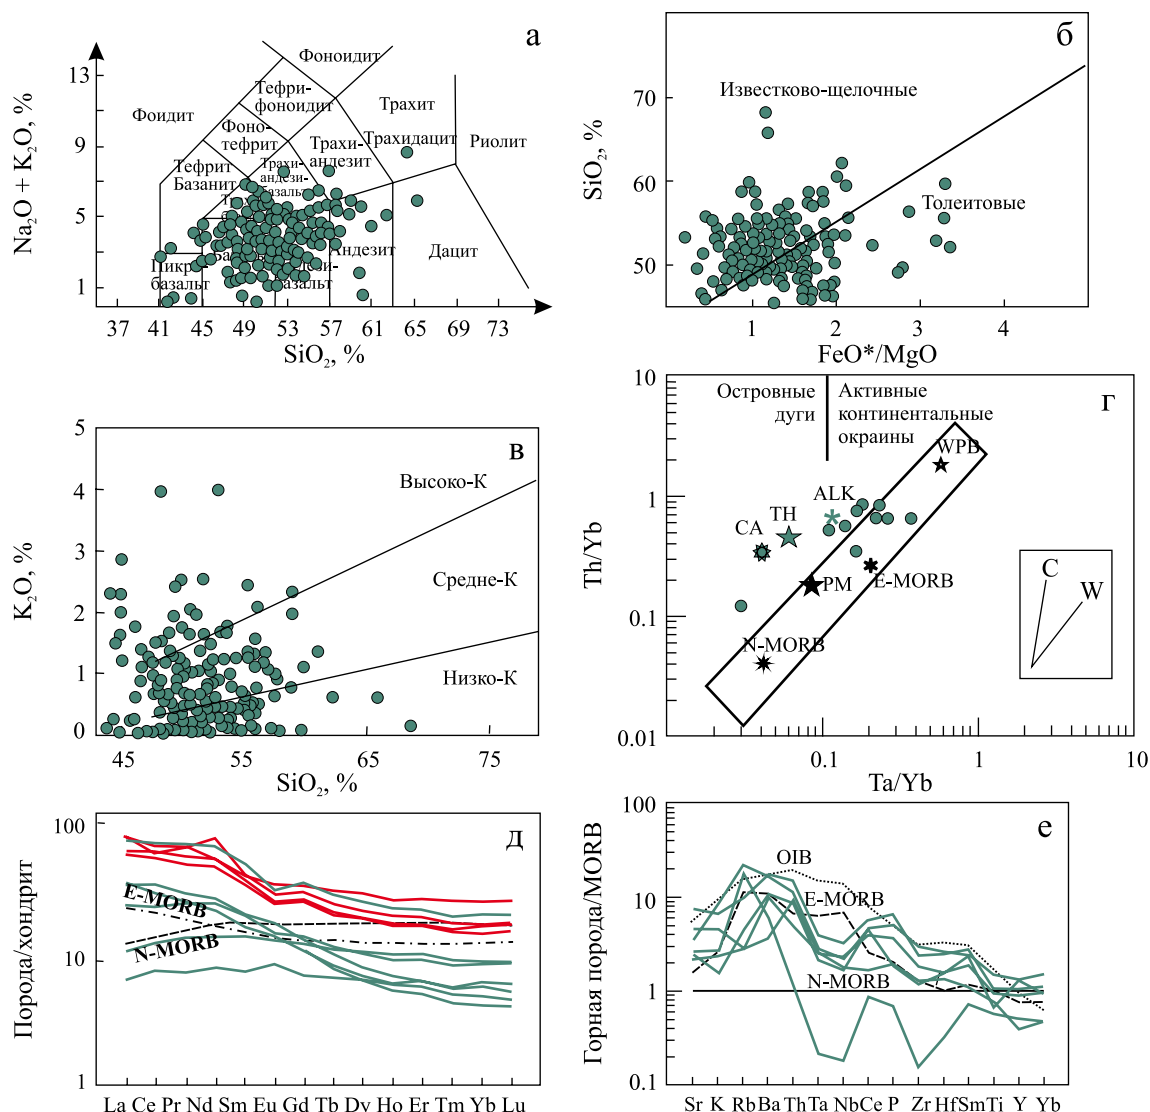 а
Na₂O + K₂O, %
13
9
5
1
Фоноидит
Тефри-
фоноидит
Фоидит
Фоно-
тефрит
Трахит
Трахи-
андезит
Трахидацит
Риолит
Тефрит
Базанит
Трахи-
андези-
базальт
Андезит
Дацит
Пикро-
базальт
базальт
37 41 45 49 53 57 61 65 69 73
SiO₂, %
б
SiO₂, %
70
60
50
Известково-щелочные
Толеитовые
1 2 3 4
FeO*/MgO
в
K₂O, %
5
4
3
2
1
0
Высоко-К
Средне-К
Низко-К
45 55 65 75
SiO₂, %
г
Th/Yb
10
1
0.1
0.01
Островные
дуги
Активные
континентальные
окраины
WPB
ALK
TH
CA
PM
E-MORB
N-MORB
C
W
0.1 1 10
Ta/Yb
д
Порода/хондрит
100
10
1
E-MORB
N-MORB
La Ce Pr Nd Sm Eu Gd Tb Dy Ho Er Tm Yb Lu
е
Горная порода/MORB
100
10
1
0.1
OIB
E-MORB
N-MORB
Sr K Rb Ba Th Ta Nb Ce P Zr Hf Sm Ti Y Yb